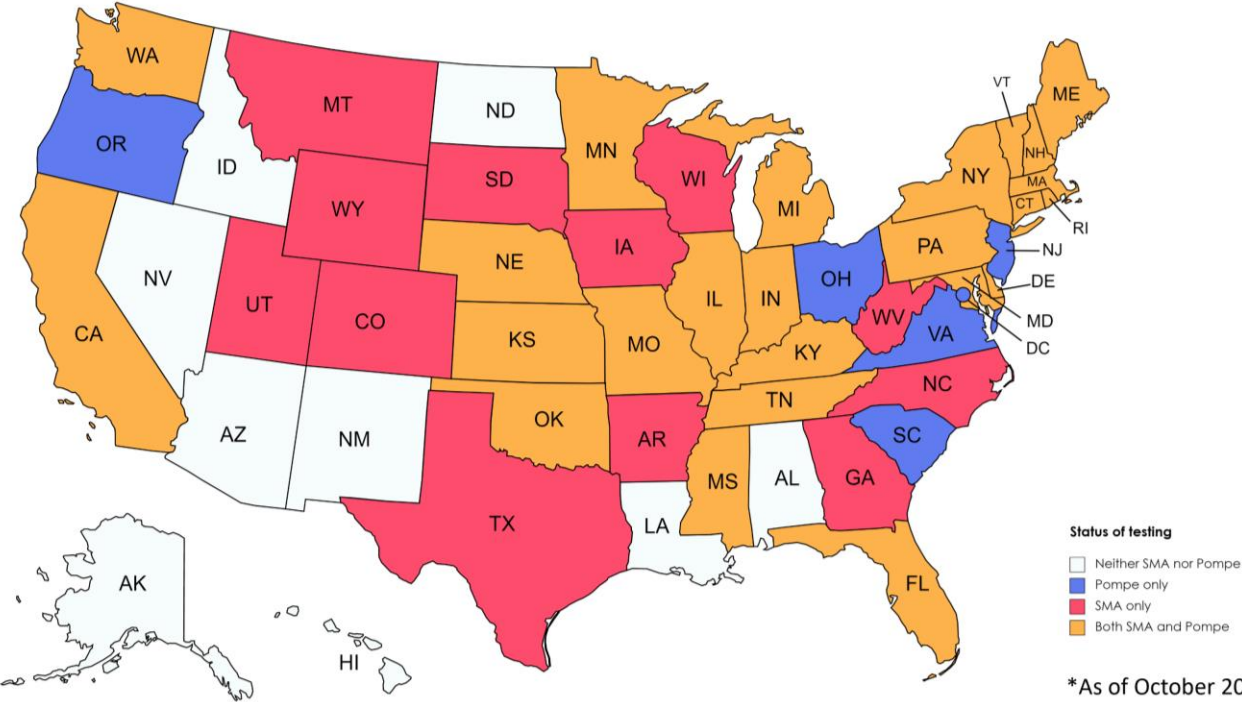 WA
MT
ND
MN
VT
ME
OR
ID
SD
WI
NH
NY
MA
WY
MI
CT
RI
IA
PA
NJ
NV
NE
OH
DE
UT
IL
IN
MD
CA
CO
WV
VA
DC
KS
MO
KY
NC
OK
TN
AZ
NM
AR
SC
MS
AL
GA
TX
LA
FL
AK
HI
Status of testing
Neither SMA nor Pompe
Pompe only
SMA only
Both SMA and Pompe
*As of October 20